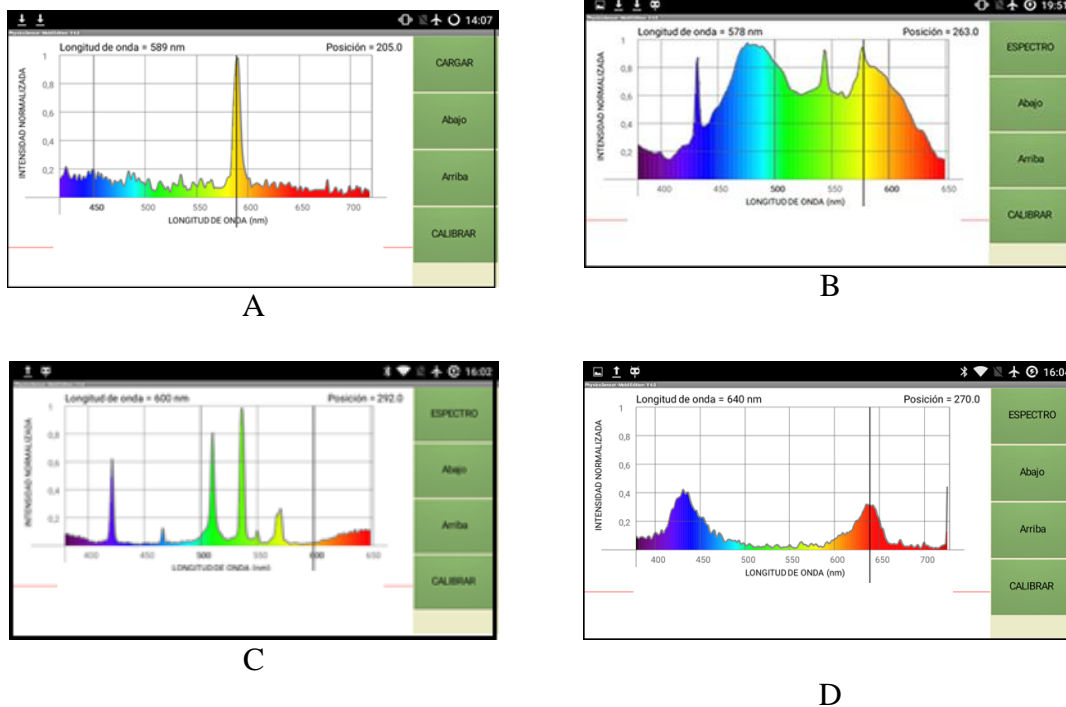 14:07
Longitud de onda = 589 nm Posición = 205.0
INTENSIDAD NORMALIZADA
1
0,8
0,6
0,4
0,2
450 500 550 600 650 700
LONGITUD DE ONDA (nm)
CARGAR
Abajo
Arriba
CALIBRAR
A
19:51
Longitud de onda = 578 nm Posición = 263.0
INTENSIDAD NORMALIZADA
1
0,8
0,6
0,4
0,2
400 450 500 550 600 650
LONGITUD DE ONDA (nm)
ESPECTRO
Abajo
Arriba
CALIBRAR
B
16:02
Longitud de onda = 600 nm Posición = 292.0
INTENSIDAD NORMALIZADA
1
0,8
0,6
0,4
0,2
400 450 500 550 600 650
LONGITUD DE ONDA (nm)
ESPECTRO
Abajo
Arriba
CALIBRAR
C
16:04
Longitud de onda = 640 nm Posición = 270.0
INTENSIDAD NORMALIZADA
1
0,8
0,6
0,4
0,2
400 450 500 550 600 650 700
LONGITUD DE ONDA (nm)
ESPECTRO
Abajo
Arriba
CALIBRAR
D